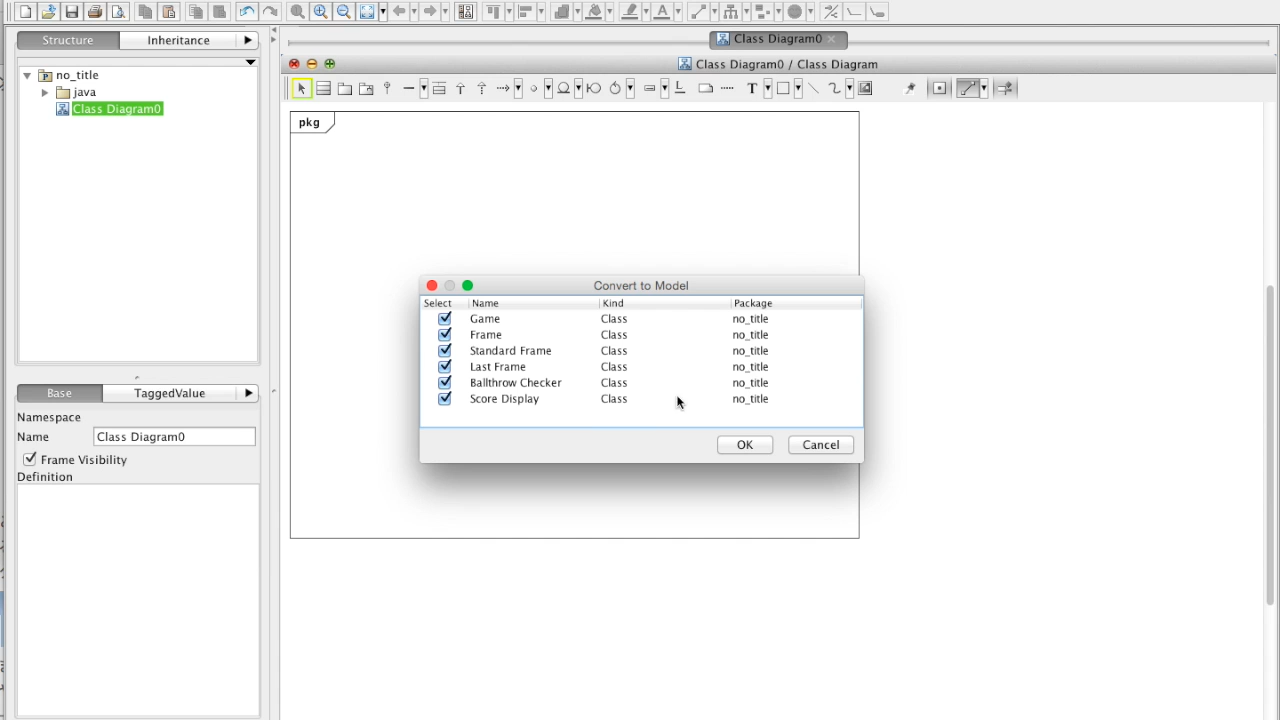 Structure Inheritance
no_title
java
Class Diagram0
Base TaggedValue
Namespace
Name Class Diagram0
Frame Visibility
Definition
Class Diagram0
Class Diagram0 / Class Diagram
T
pkg
Convert to Model
Select Name Kind Package
Game Class no_title
Frame Class no_title
Standard Frame Class no_title
Last Frame Class no_title
Ballthrow Checker Class no_title
Score Display Class no_title
OK Cancel